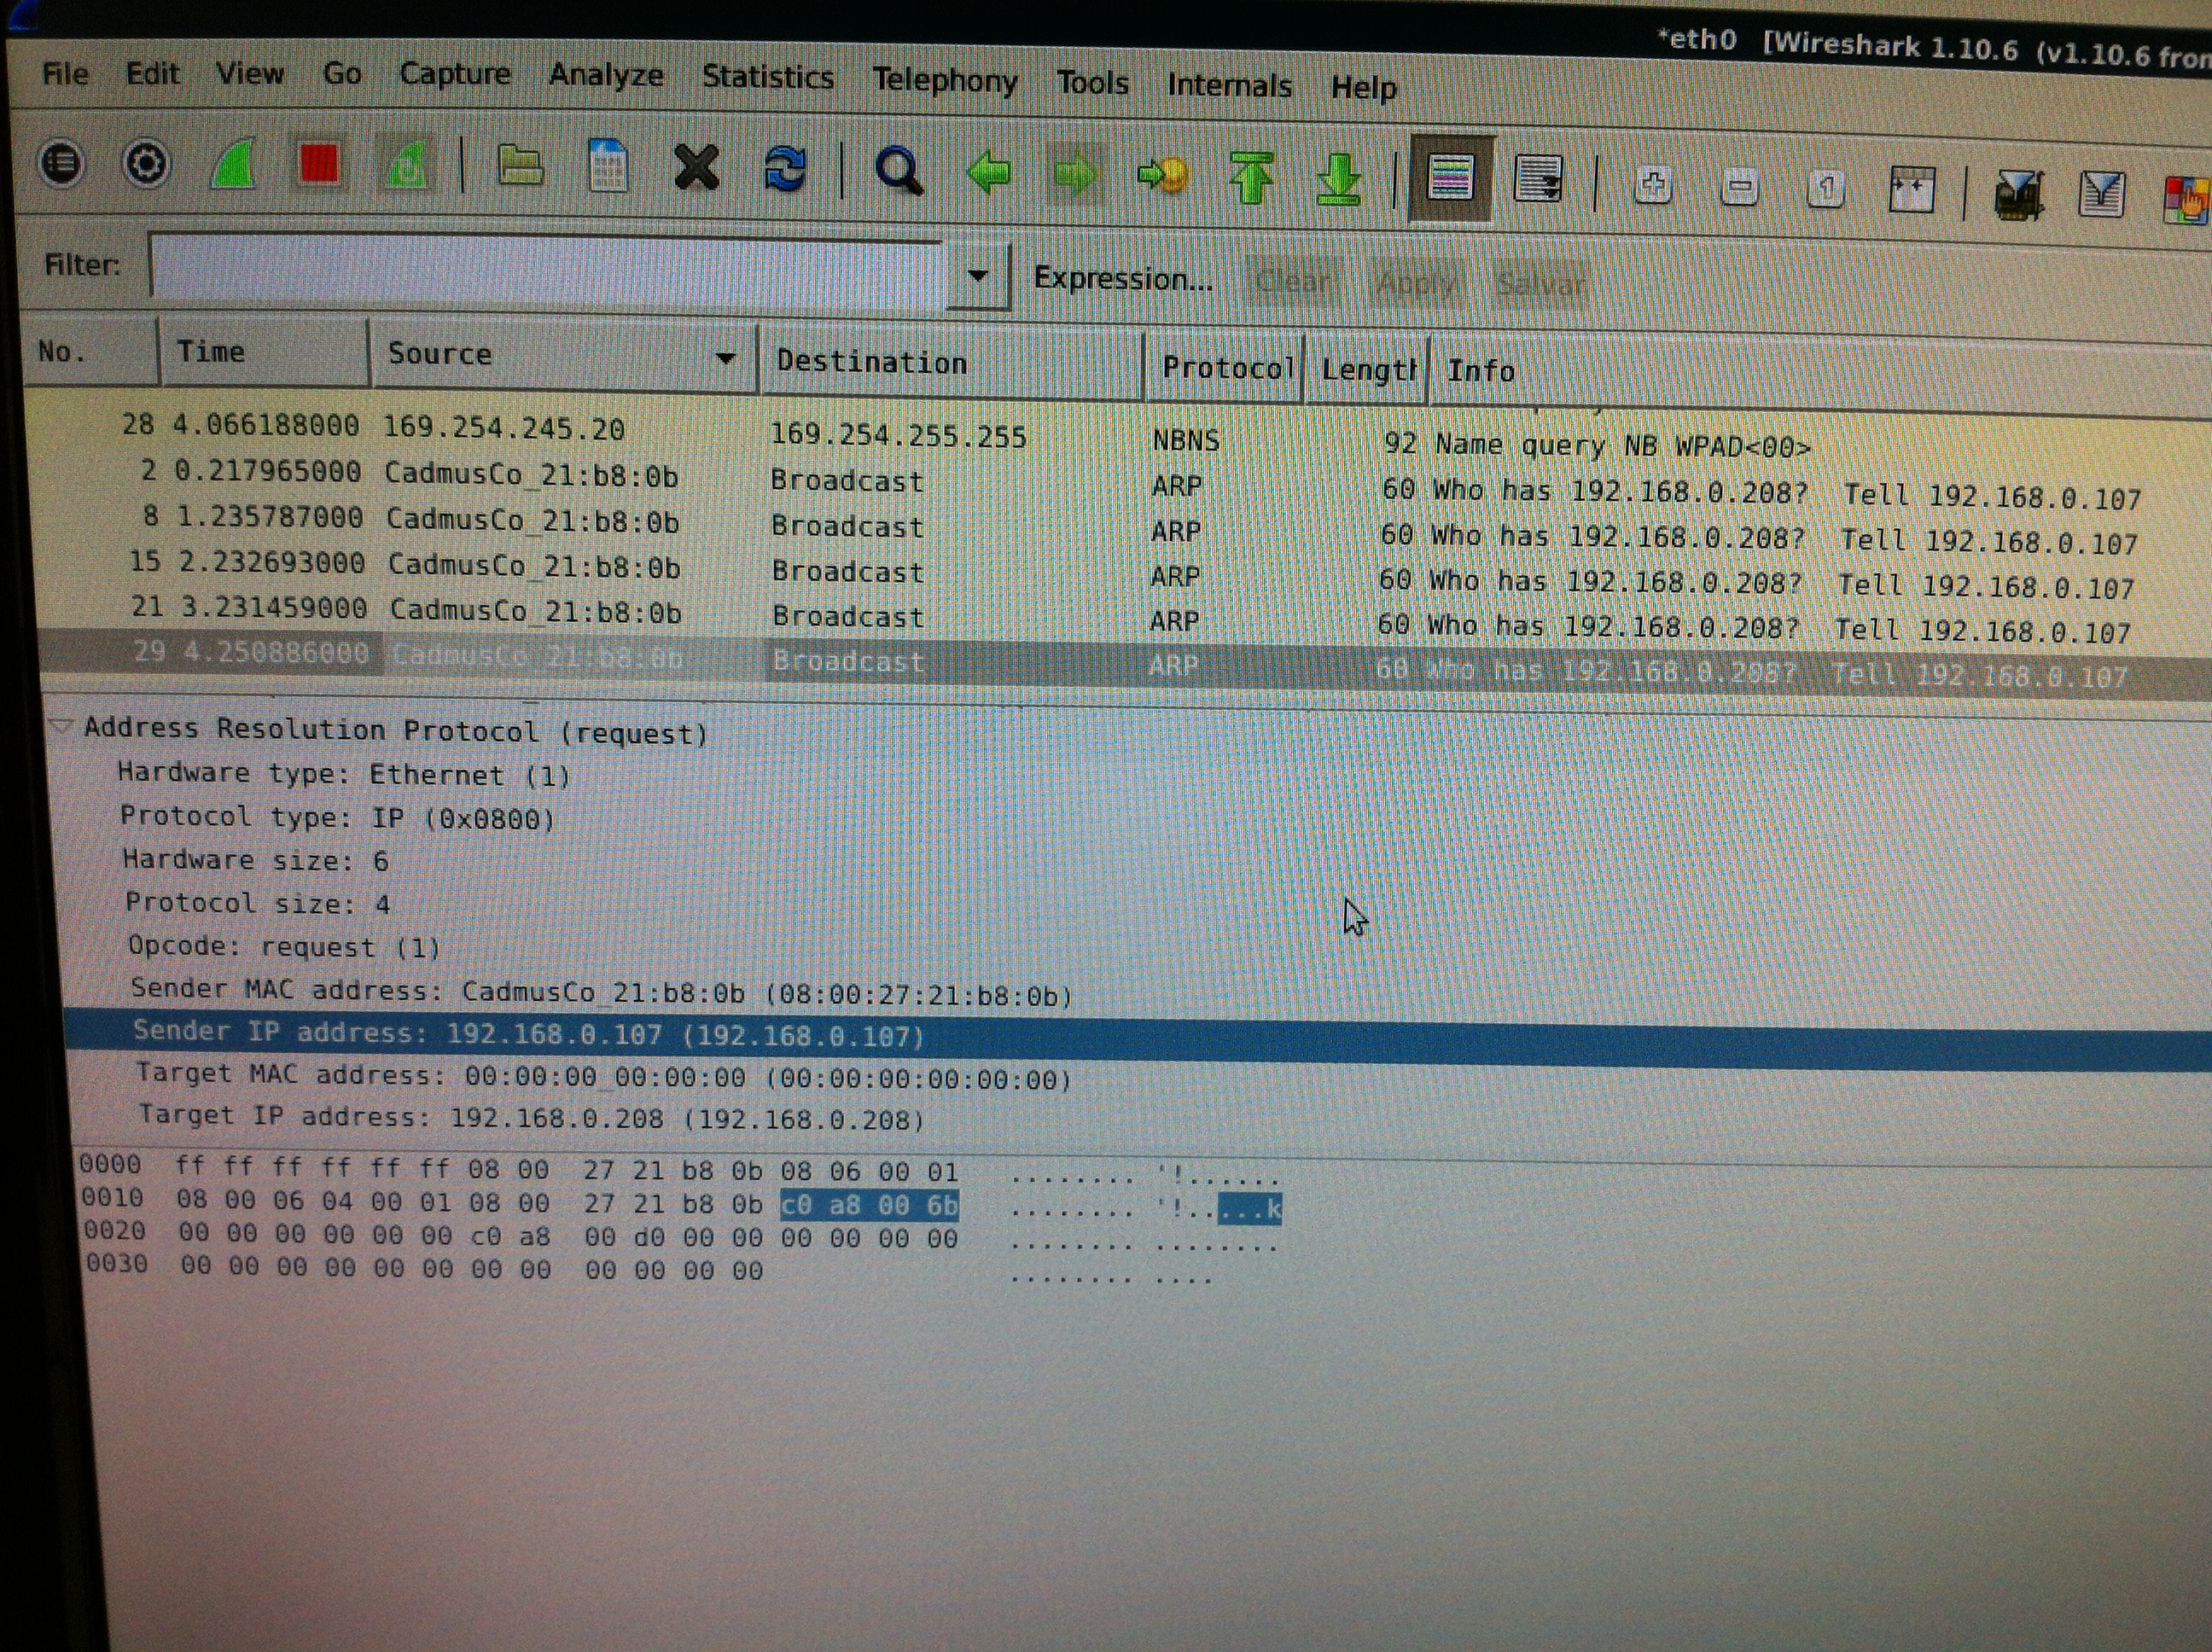 *eth0 [Wireshark 1.10.6 (v1.10.6 from
File Edit View Go Capture Analyze Statistics Telephony Tools Internals Help
Filter: Expression... Clear Apply Salvar
No. Time Source Destination Protocol Length Info
28 4.066188000 169.254.245.20 169.254.255.255 NBNS 92 Name query NB WPAD<00>
2 0.217965000 CadmusCo_21:b8:0b Broadcast ARP 60 Who has 192.168.0.208? Tell 192.168.0.107
8 1.235787000 CadmusCo_21:b8:0b Broadcast ARP 60 Who has 192.168.0.208? Tell 192.168.0.107
15 2.232693000 CadmusCo_21:b8:0b Broadcast ARP 60 Who has 192.168.0.208? Tell 192.168.0.107
21 3.231459000 CadmusCo_21:b8:0b Broadcast ARP 60 Who has 192.168.0.208? Tell 192.168.0.107
29 4.250886000 CadmusCo_21:b8:0b Broadcast ARP 60 Who has 192.168.0.208? Tell 192.168.0.107
Address Resolution Protocol (request)
Hardware type: Ethernet (1)
Protocol type: IP (0x0800)
Hardware size: 6
Protocol size: 4
Opcode: request (1)
Sender MAC address: CadmusCo_21:b8:0b (08:00:27:21:b8:0b)
Sender IP address: 192.168.0.107 (192.168.0.107)
Target MAC address: 00:00:00_00:00:00 (00:00:00:00:00:00)
Target IP address: 192.168.0.208 (192.168.0.208)
0000 ff ff ff ff ff ff 08 00 27 21 b8 0b 08 06 00 01 ........ '!......
0010 08 00 06 04 00 01 08 00 27 21 b8 0b c0 a8 00 6b ........ '!.....k
0020 00 00 00 00 00 00 c0 a8 00 d0 00 00 00 00 00 00 ........ ........
0030 00 00 00 00 00 00 00 00 00 00 00 00 ........ ....